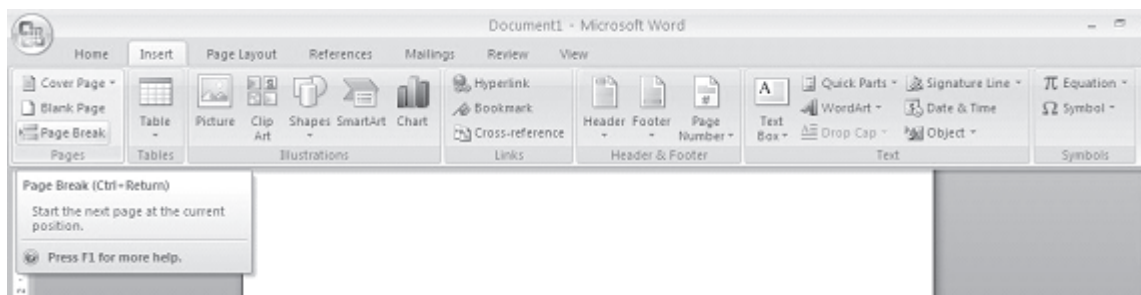 Document1 - Microsoft Word
Home Insert Page Layout References Mailings Review View
Cover Page
Blank Page
Page Break
Pages
Table
Tables
Picture
Clip Art
Shapes
SmartArt
Chart
Illustrations
Hyperlink
Bookmark
Cross-reference
Links
Header
Footer
Page Number
Header & Footer
Text Box
Quick Parts
WordArt
Drop Cap
Signature Line
Date & Time
Object
Text
π Equation
Ω Symbol
Symbols
Page Break (Ctrl+Return)
Start the next page at the current
position.
Press F1 for more help.